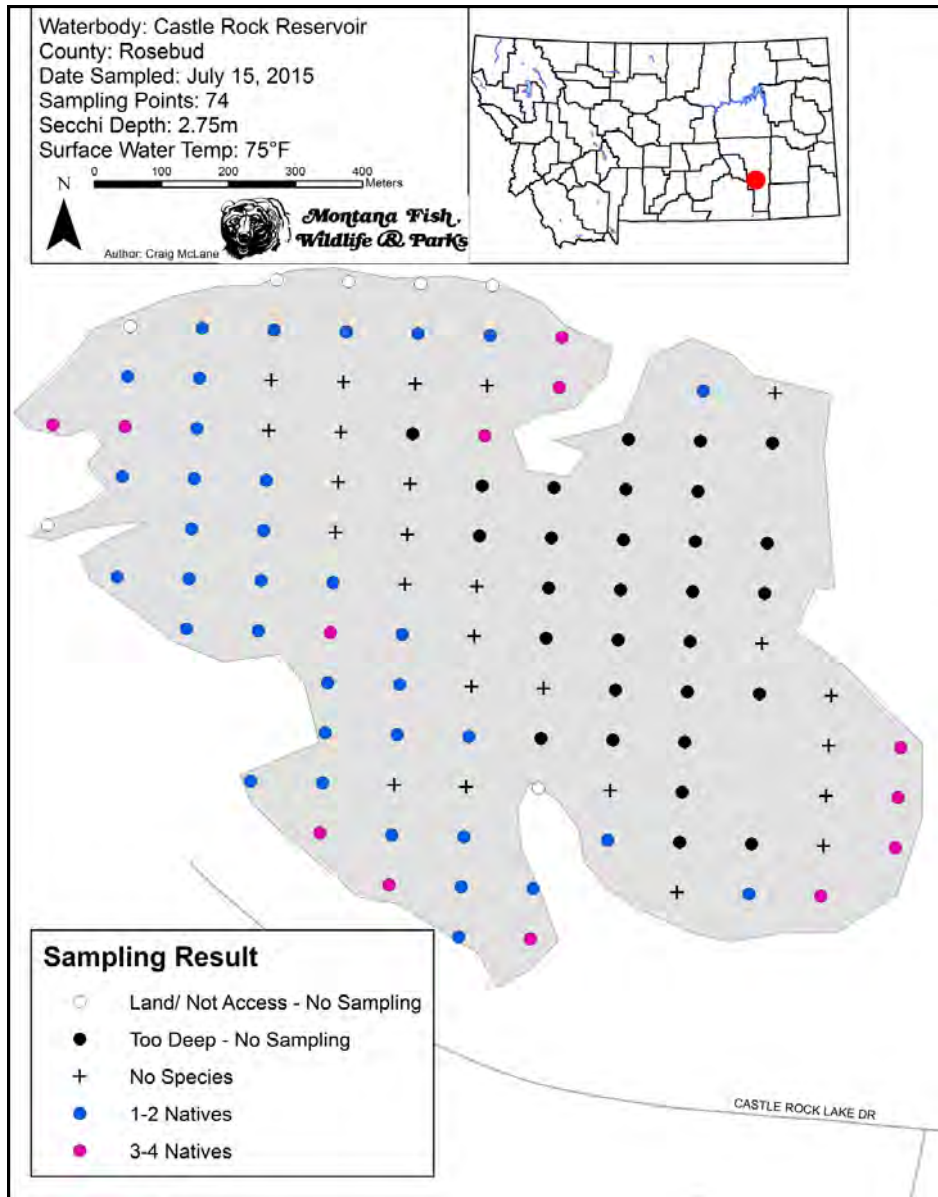 Waterbody: Castle Rock Reservoir
County: Rosebud
Date Sampled: July 15, 2015
Sampling Points: 74
Secchi Depth: 2.75m
Surface Water Temp: 75°F
N
0 100 200 300 400
Meters
Montana Fish,
Wildlife & Parks
Author: Craig McLane
Sampling Result
Land/ Not Access - No Sampling
Too Deep - No Sampling
No Species
1-2 Natives
3-4 Natives
CASTLE ROCK LAKE DR